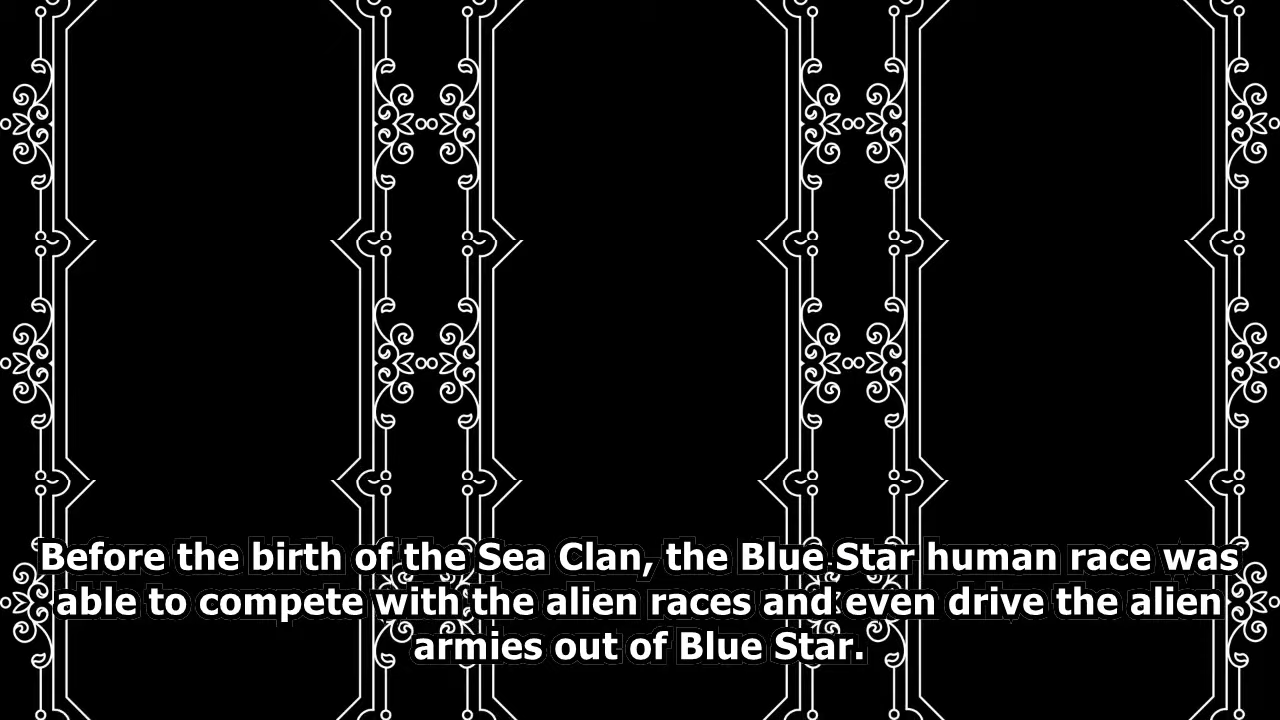 Before the birth of the Sea Clan, the Blue Star human race was
able to compete with the alien races and even drive the alien
armies out of Blue Star.